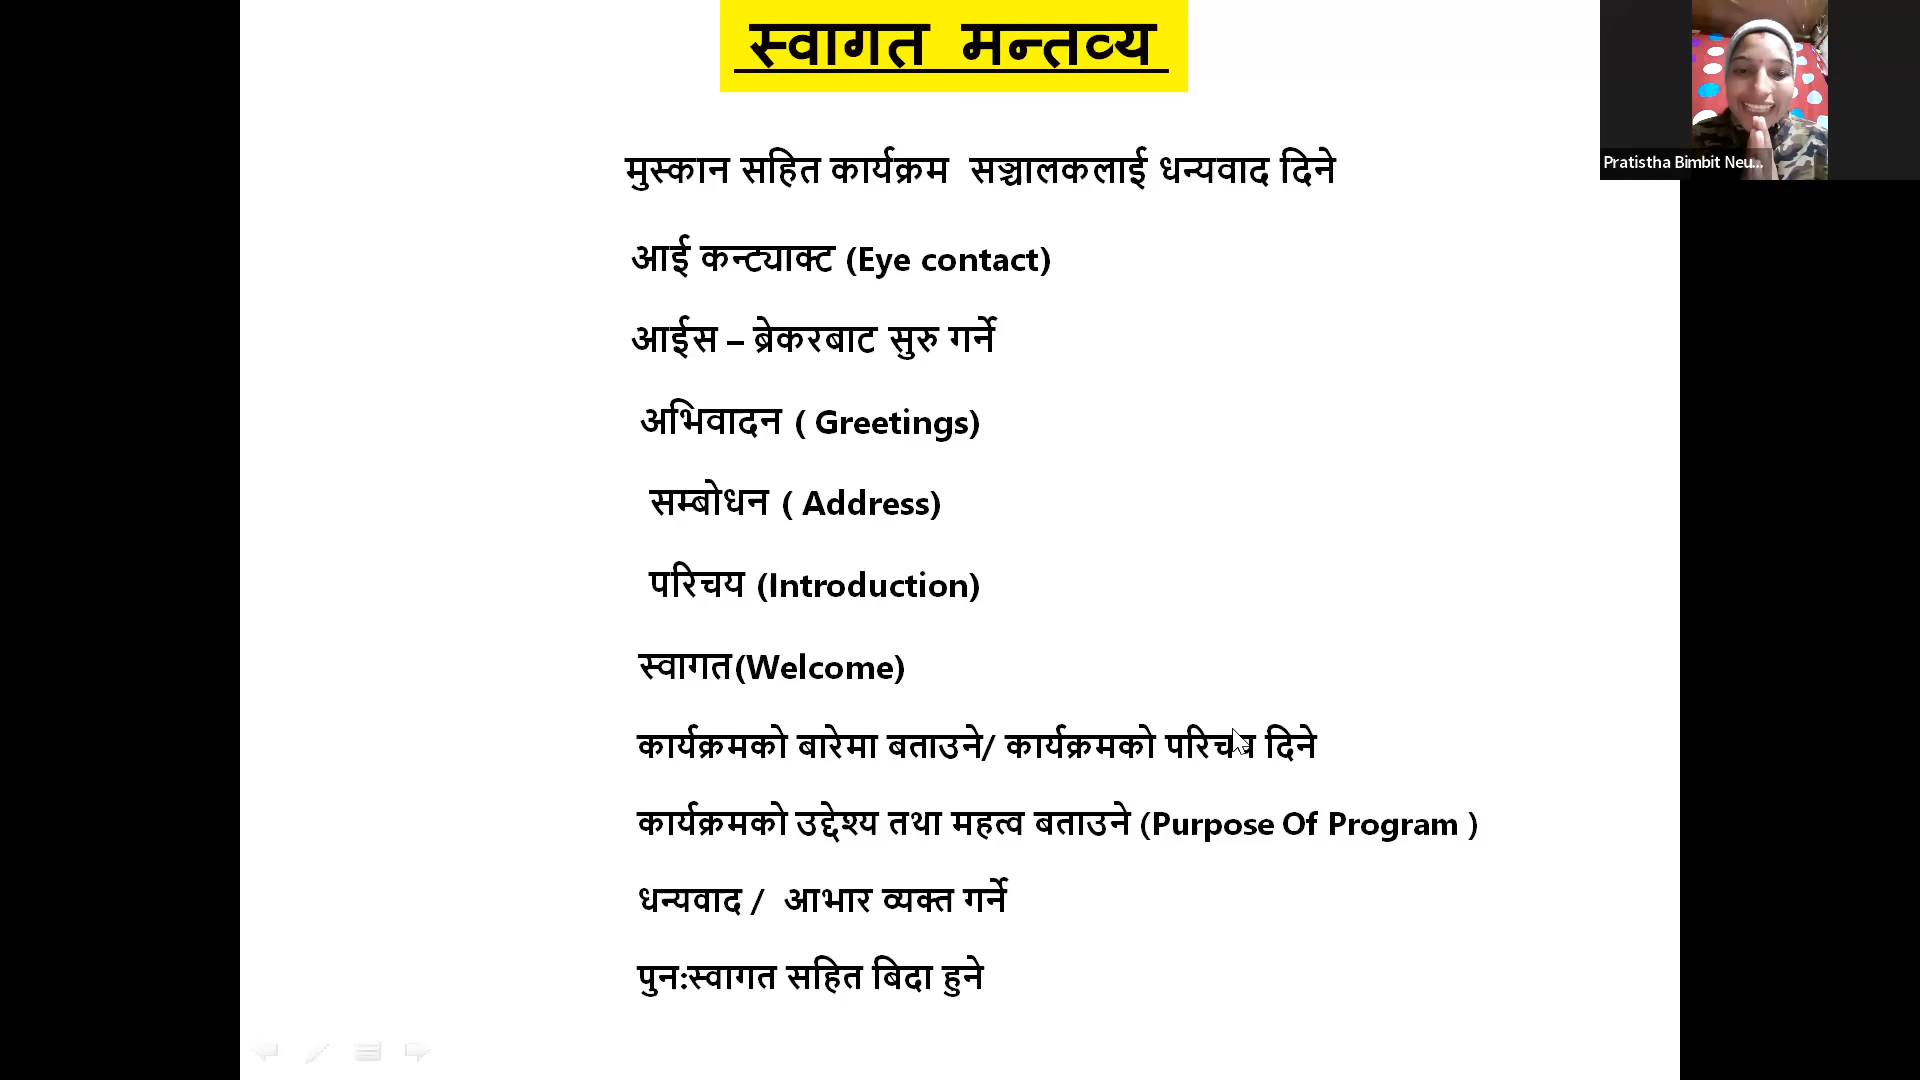 स्वागत मन्तव्य
मुस्कान सहित कार्यक्रम सञ्चालकलाई धन्यवाद दिने
आई कन्ट्याक्ट (Eye contact)
आईस – ब्रेकरबाट सुरु गर्ने
अभिवादन ( Greetings)
सम्बोधन ( Address)
परिचय (Introduction)
स्वागत(Welcome)
कार्यक्रमको बारेमा बताउने/ कार्यक्रमको परिचय दिने
कार्यक्रमको उद्देश्य तथा महत्व बताउने (Purpose Of Program )
धन्यवाद / आभार व्यक्त गर्ने
पुनःस्वागत सहित बिदा हुने
Pratistha Bimbit Neu...